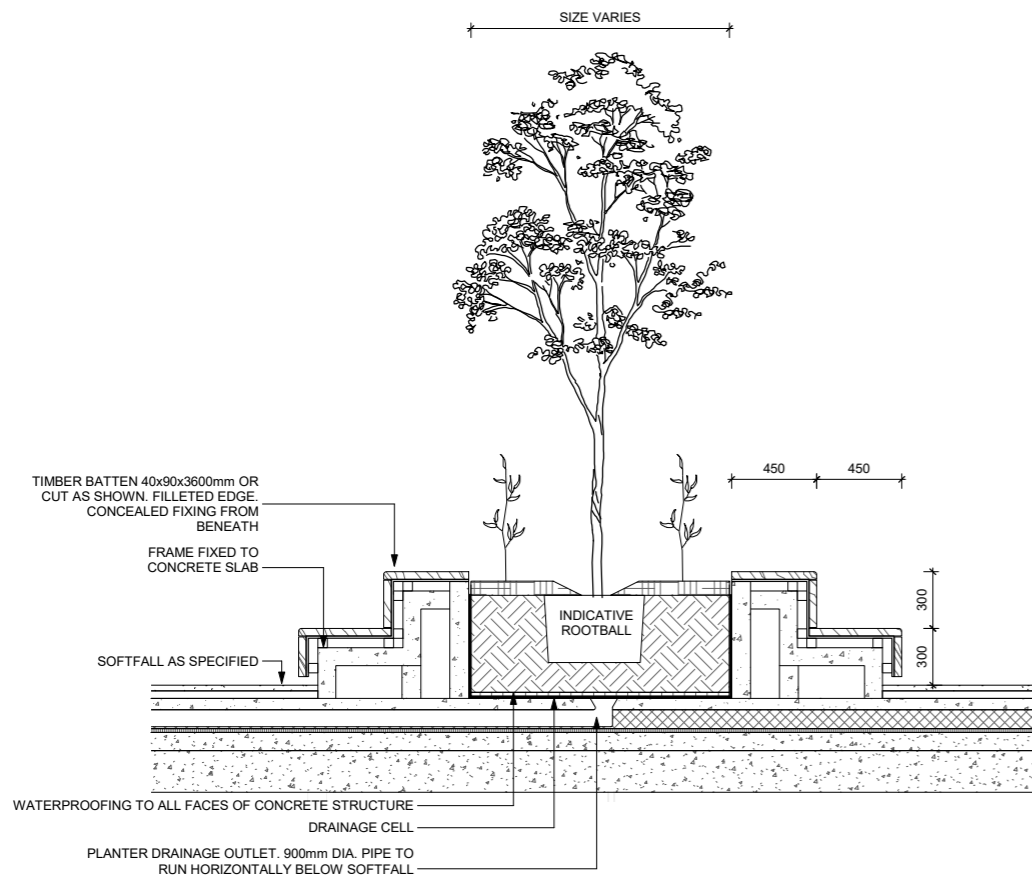 SIZE VARIES
450
450
TIMBER BATTEN 40x90x3600mm OR
CUT AS SHOWN. FILLETED EDGE.
CONCEALED FIXING FROM
BENEATH
FRAME FIXED TO
CONCRETE SLAB
300
INDICATIVE
ROOTBALL
300
SOFTFALL AS SPECIFIED
WATERPROOFING TO ALL FACES OF CONCRETE STRUCTURE
DRAINAGE CELL
PLANTER DRAINAGE OUTLET. 900mm DIA. PIPE TO
RUN HORIZONTALLY BELOW SOFTFALL